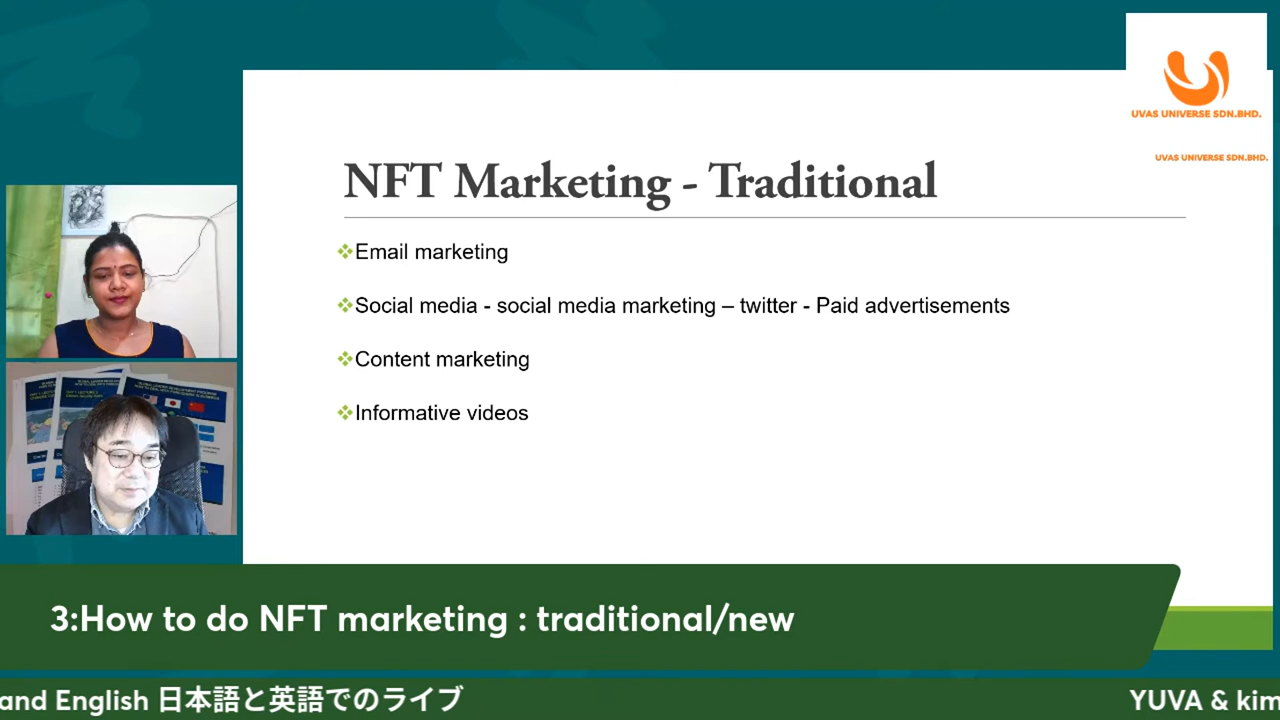 UVAS UNIVERSE SDN.BHD.
UVAS UNIVERSE SDN.BHD.
NFT Marketing - Traditional
❖Email marketing
❖Social media - social media marketing – twitter - Paid advertisements
❖Content marketing
❖Informative videos
3:How to do NFT marketing : traditional/new
and English 日本語と英語でのライブ
YUVA & kim